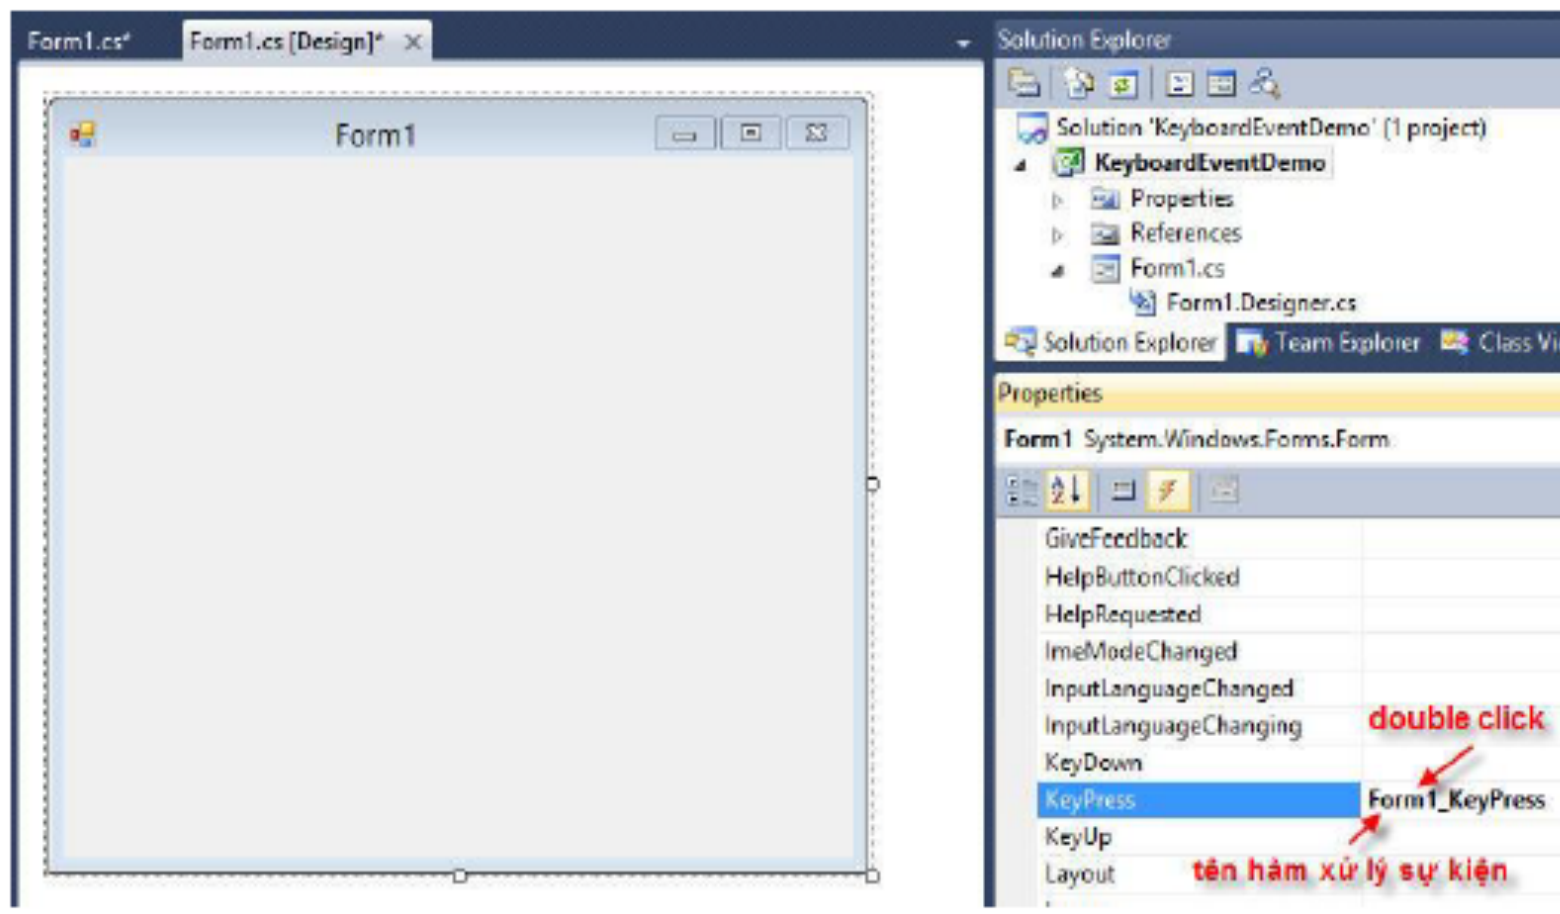 Form1.cs*
Form1.cs [Design]*
Form1
Solution Explorer
Solution 'KeyboardEventDemo' (1 project)
KeyboardEventDemo
Properties
References
Form1.cs
Form1.Designer.cs
Solution Explorer
Team Explorer
Class Vi
Properties
Form1 System.Windows.Forms.Form
GiveFeedback
HelpButtonClicked
HelpRequested
ImeModeChanged
InputLanguageChanged
InputLanguageChanging
double click
KeyDown
KeyPress Form1_KeyPress
KeyUp
Layout
tên hàm xử lý sự kiện